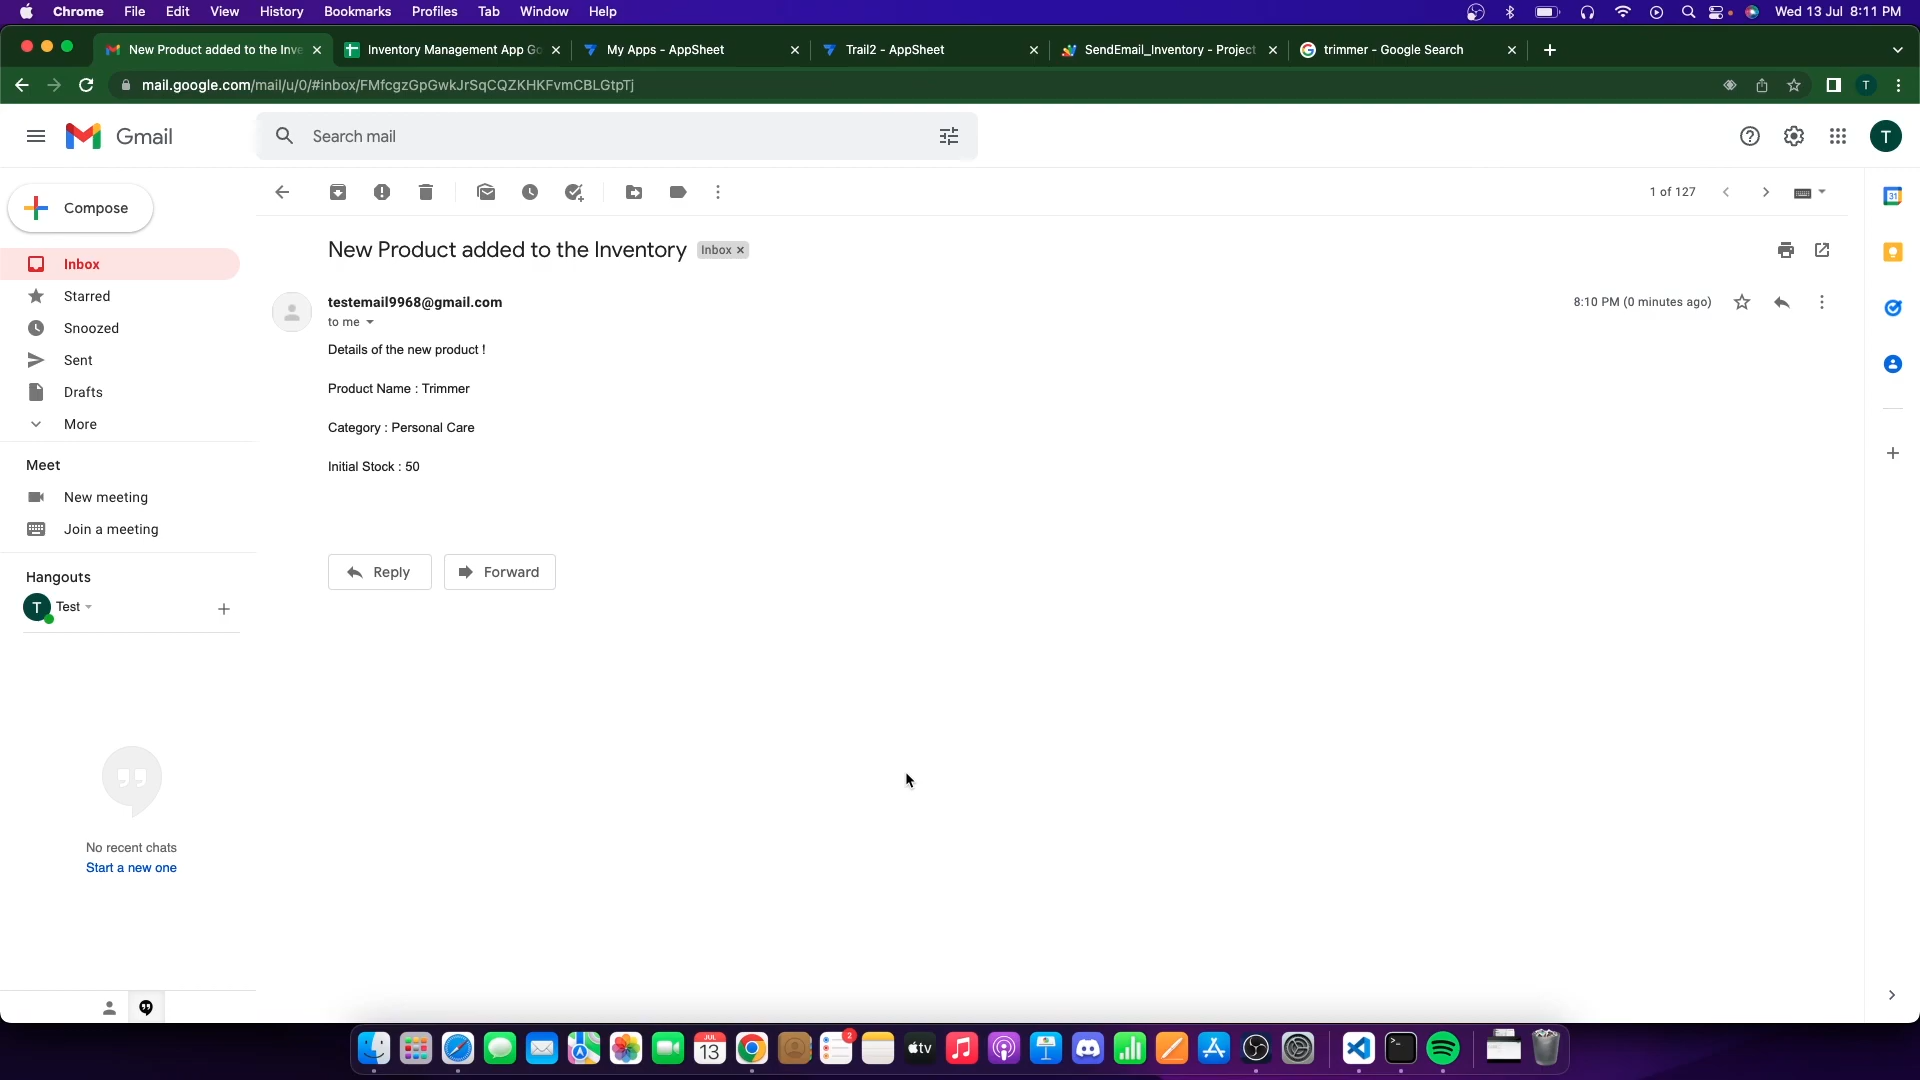 Chrome File Edit View History Bookmarks Profiles Tab Window Help Wed 13 Jul 8:11 PM
New Product added to the Inve Inventory Management App Go My Apps - AppSheet Trail2 - AppSheet SendEmail_Inventory - Project trimmer - Google Search
mail.google.com/mail/u/0/#inbox/FMfcgzGpGwkJrSqCQZKHKFvmCBLGtpTj T
Gmail Search mail T
Compose 1 of 127
31
New Product added to the Inventory Inbox
Inbox
Starred
testemail9968@gmail.com 8:10 PM (0 minutes ago)
to me
Snoozed
Details of the new product !
Sent
Product Name : Trimmer
Drafts
Category : Personal Care
More
Initial Stock : 50
Meet
New meeting
Join a meeting
Reply Forward
Hangouts
T Test
No recent chats
Start a new one
JUL
13
2
tv